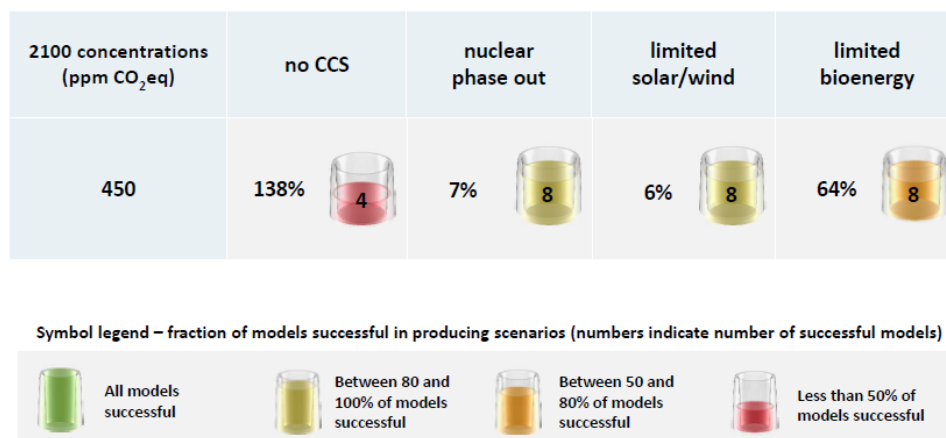 2100 concentrations
(ppm CO₂eq)
no CCS
nuclear
phase out
limited
solar/wind
limited
bioenergy
450
138%
4
7%
8
6%
8
64%
8
Symbol legend – fraction of models successful in producing scenarios (numbers indicate number of successful models)
All models
successful
Between 80 and
100% of models
successful
Between 50 and
80% of models
successful
Less than 50% of
models successful